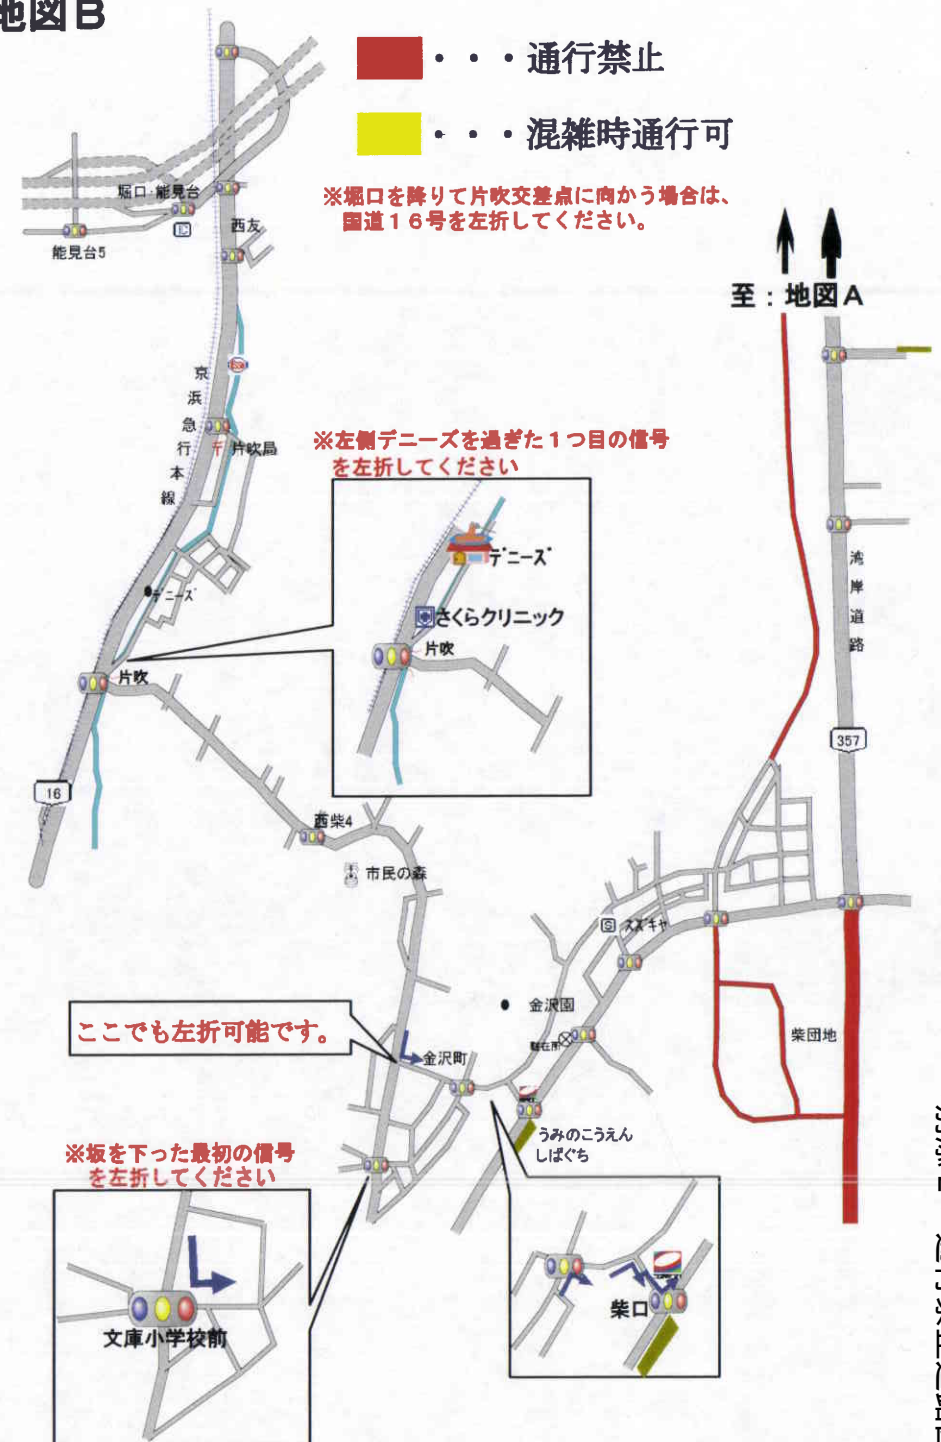 地図B
・・・通行禁止
・・・混雑時通行可
※堀口を降りて片吹交差点に向かう場合は、
国道16号を左折してください。
堀口・能見台
西友
能見台5
至：地図A
京浜急行本線
片吹局
※左側デニーズを過ぎた1つ目の信号
を左折してください
デニーズ
さくらクリニック
片吹
デニーズ
片吹
湾岸道路
357
16
西柴4
市民の森
S
スズキヤ
金沢園
駐在所
柴団地
ここでも左折可能です。
金沢町
うみのこうえん
しばぐち
※坂を下った最初の信号
を左折してください
文庫小学校前
柴口